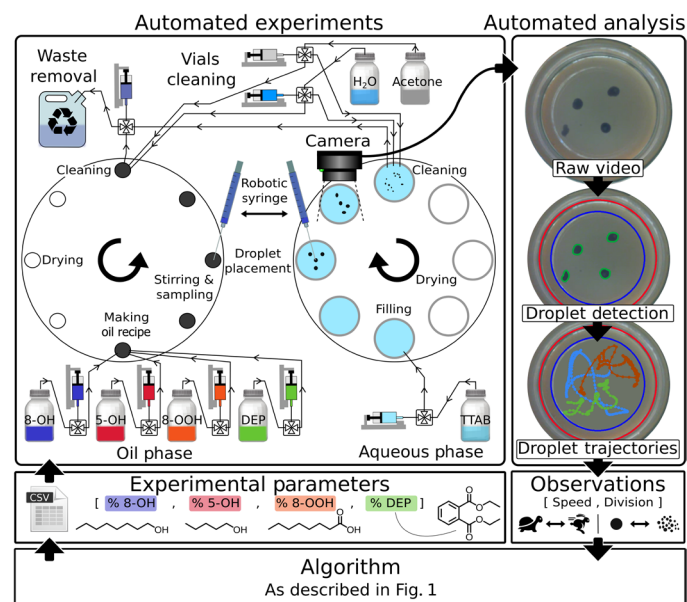 Automated experiments
Automated analysis
Waste
removal
Vials
cleaning
H₂O
Acetone
Camera
Cleaning
Cleaning
Robotic
syringe
Drying
Stirring &
sampling
Droplet
placement
Drying
Making
oil recipe
Filling
8-OH
5-OH
8-OOH
DEP
TTAB
Oil phase
Aqueous phase
Raw video
Droplet detection
Droplet trajectories
Experimental parameters
CSV
[ % 8-OH , % 5-OH , % 8-OOH , % DEP ]
OH
OH
O
OH
O
O
O
O
Observations
[ Speed , Division ]
Algorithm
As described in Fig. 1